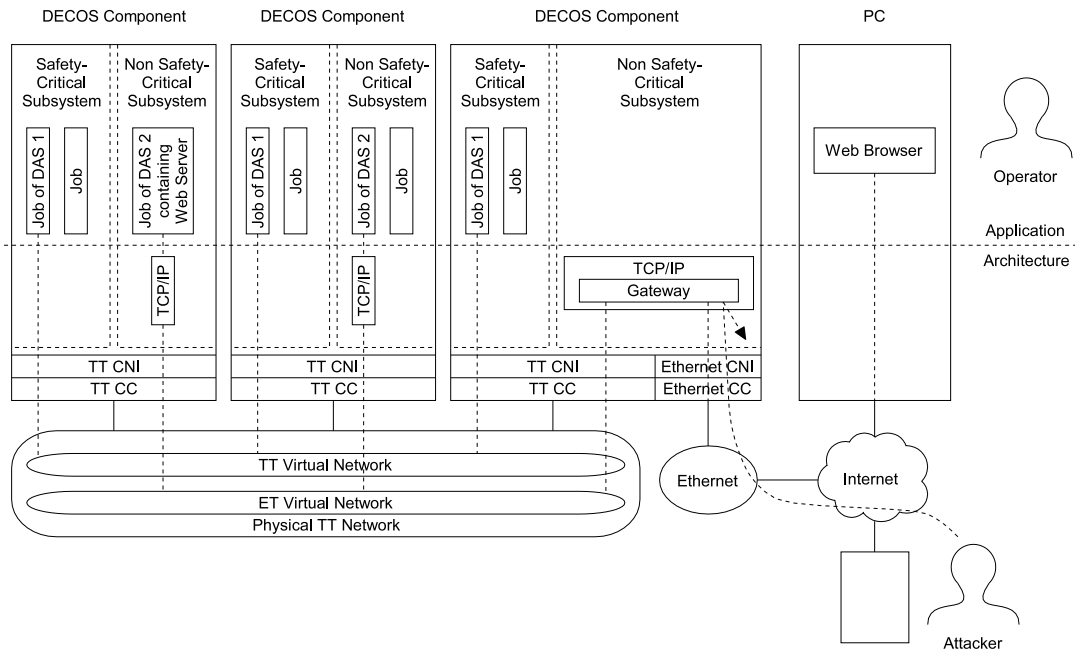 DECOS Component
DECOS Component
DECOS Component
PC
Safety-
Critical
Subsystem
Non Safety-
Critical
Subsystem
Safety-
Critical
Subsystem
Non Safety-
Critical
Subsystem
Safety-
Critical
Subsystem
Non Safety-
Critical
Subsystem
Job of DAS 1
Job
Job of DAS 2
containing
Web Server
Job of DAS 1
Job
Job of DAS 2
Job
Job of DAS 1
Job
Web Browser
Operator
Application
Architecture
TCP/IP
TCP/IP
TCP/IP
Gateway
TT CNI
TT CC
TT CNI
TT CC
TT CNI
Ethernet CNI
TT CC
Ethernet CC
TT Virtual Network
ET Virtual Network
Physical TT Network
Ethernet
Internet
Attacker